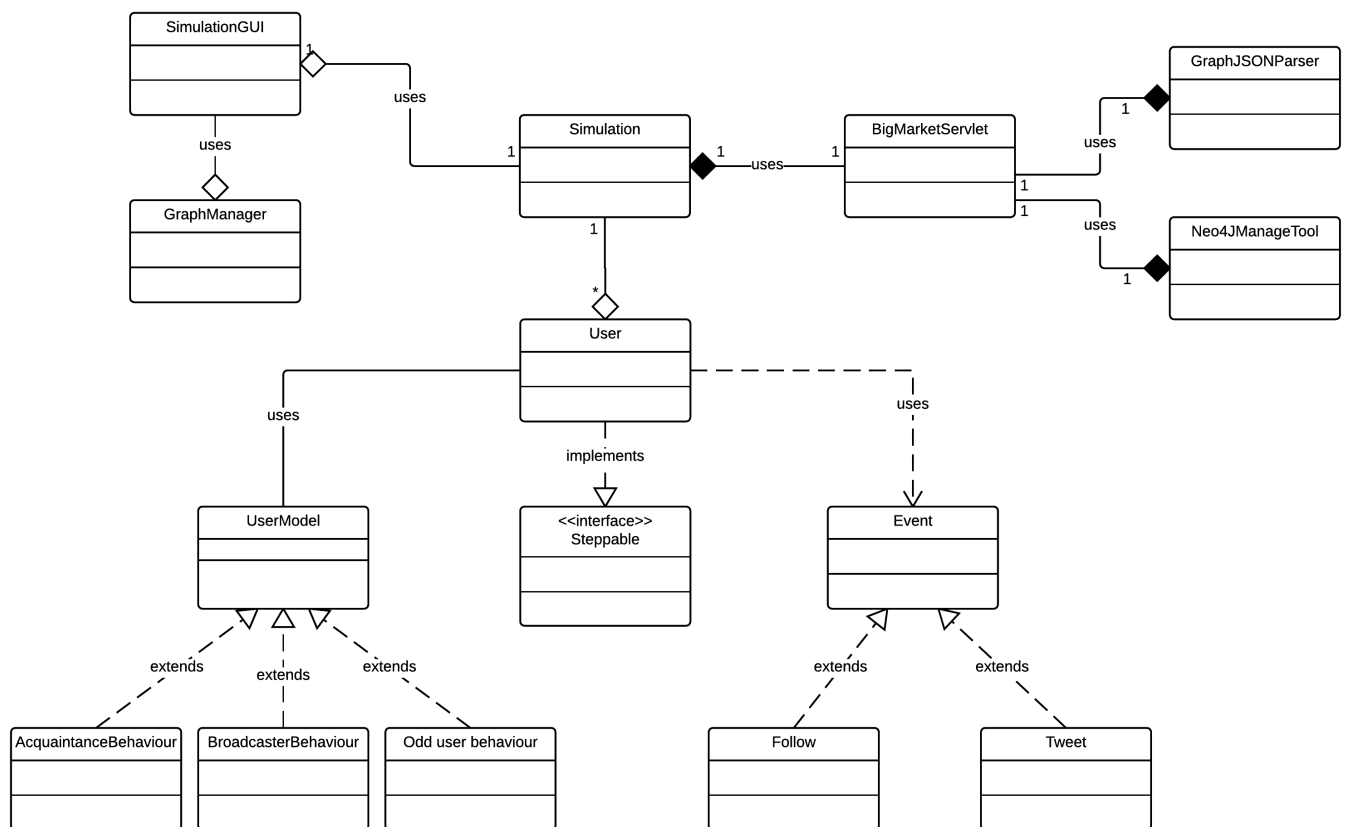 SimulationGUI
1
uses
uses
GraphManager
1
Simulation
1
uses
1
BigMarketServlet
1
1
uses
1
GraphJSONParser
uses
1
Neo4JManageTool
1
*
User
uses
implements
uses
UserModel
<<interface>>
Steppable
Event
extends
extends
extends
extends
extends
AcquaintanceBehaviour
BroadcasterBehaviour
Odd user behaviour
Follow
Tweet